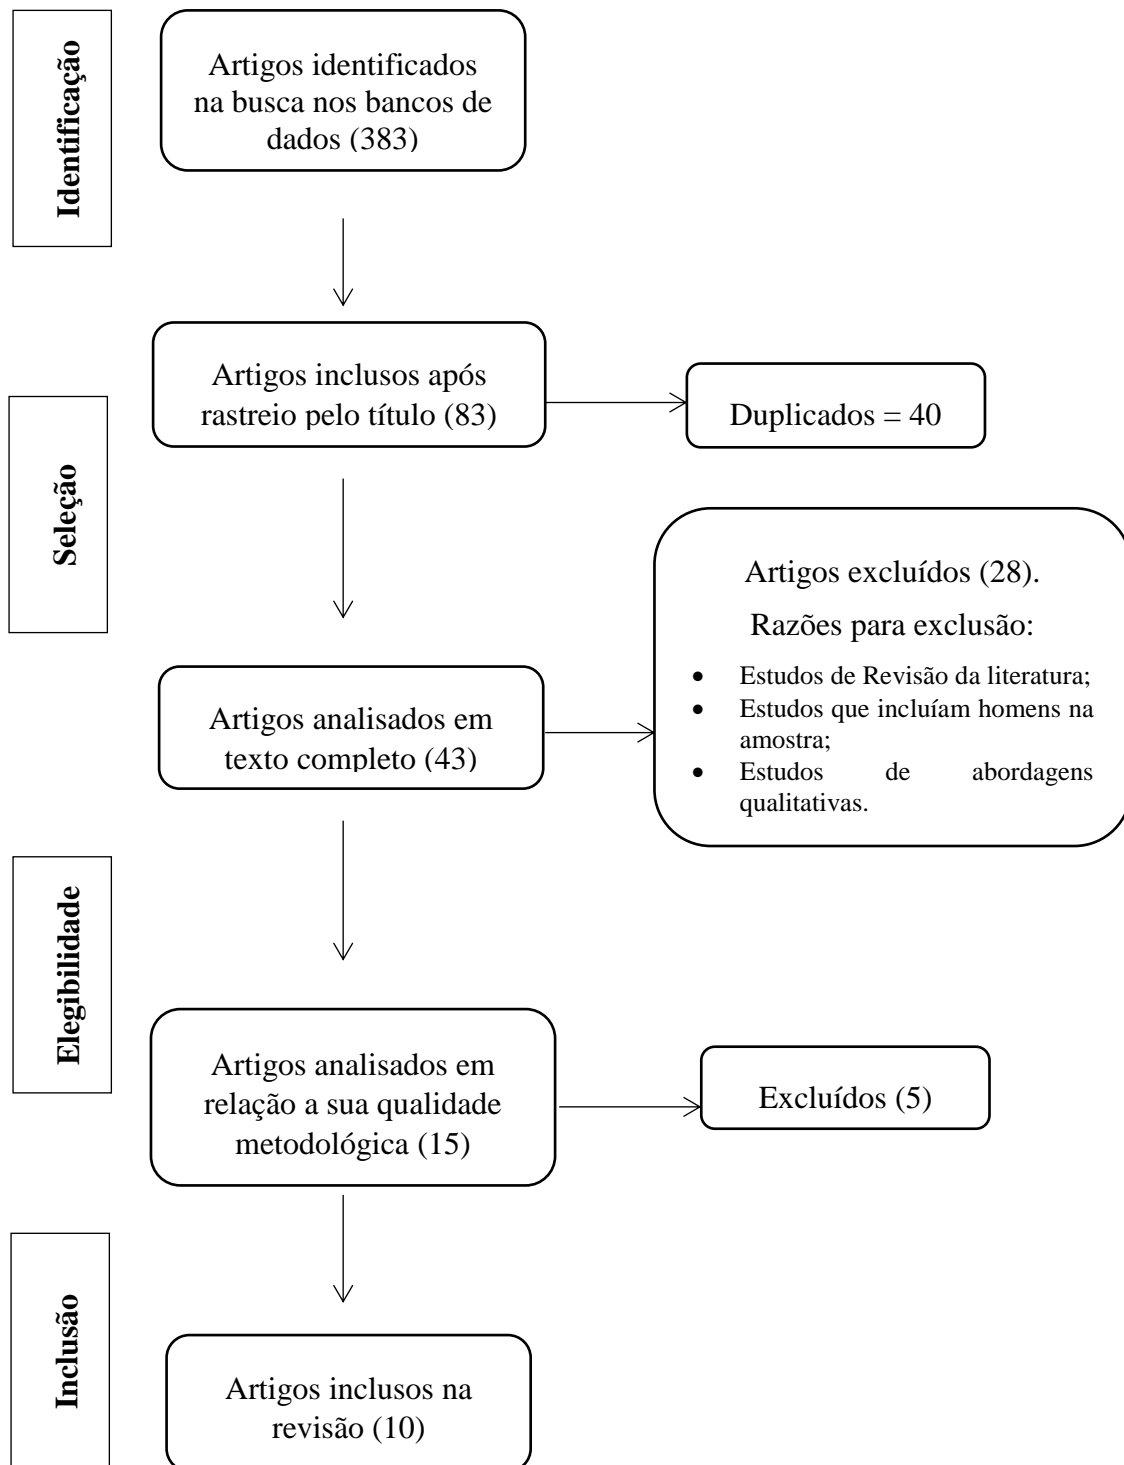 Identificação
Artigos identificados
na busca nos bancos de
dados (383)
Artigos inclusos após
rastreio pelo título (83)
Duplicados = 40
Seleção
Artigos excluídos (28).
Razões para exclusão:
• Estudos de Revisão da literatura;
• Estudos que incluíam homens na
amostra;
• Estudos de abordagens
qualitativas.
Artigos analisados em
texto completo (43)
Elegibilidade
Artigos analisados em
relação a sua qualidade
metodológica (15)
Excluídos (5)
Inclusão
Artigos inclusos na
revisão (10)